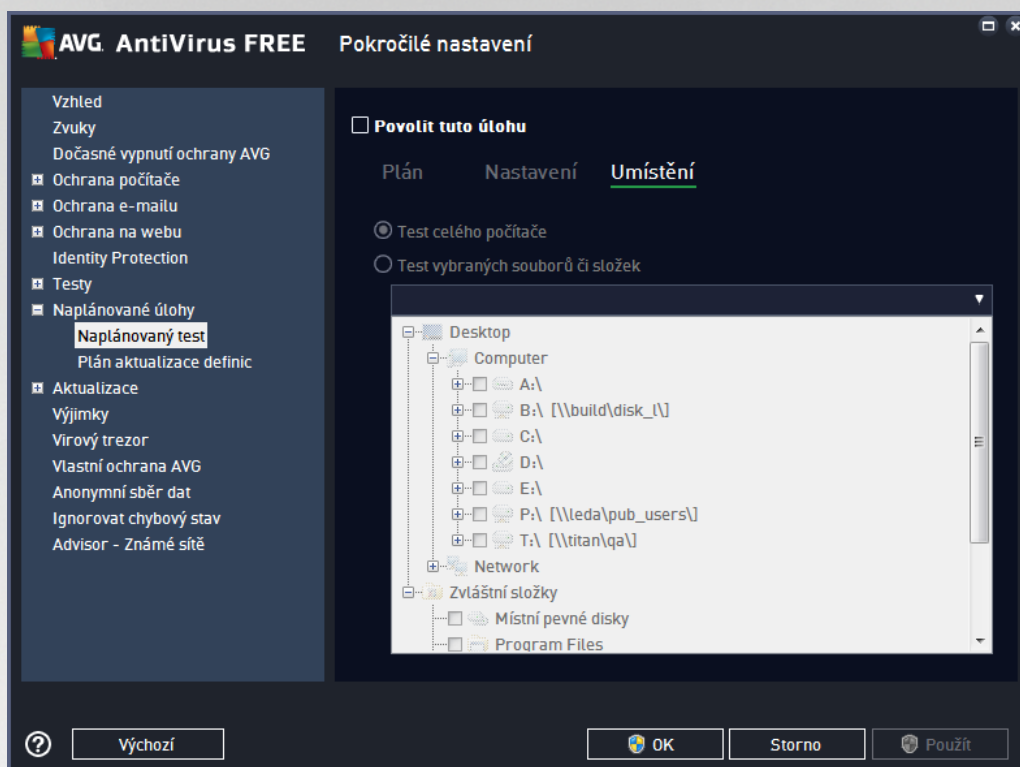 AVG. AntiVirus FREE
Pokročilé nastavení
Vzhled
Zvuky
Dočasné vypnutí ochrany AVG
Ochrana počítače
Ochrana e-mailu
Ochrana na webu
Identity Protection
Testy
Naplánované úlohy
Naplánovaný test
Plán aktualizace definic
Aktualizace
Výjimky
Virový trezor
Vlastní ochrana AVG
Anonymní sběr dat
Ignorovat chybový stav
Advisor - Známé sítě
Povolit tuto úlohu
Plán Nastavení Umístění
Test celého počítače
Test vybraných souborů či složek
Desktop
Computer
A:\
B:\ [\\build\disk_l\]
C:\
D:\
E:\
P:\ [\\leda\pub_users\]
T:\ [\\titan\qa\]
Network
Zvláštní složky
Místní pevné disky
Program Files
Výchozí OK Storno Použít